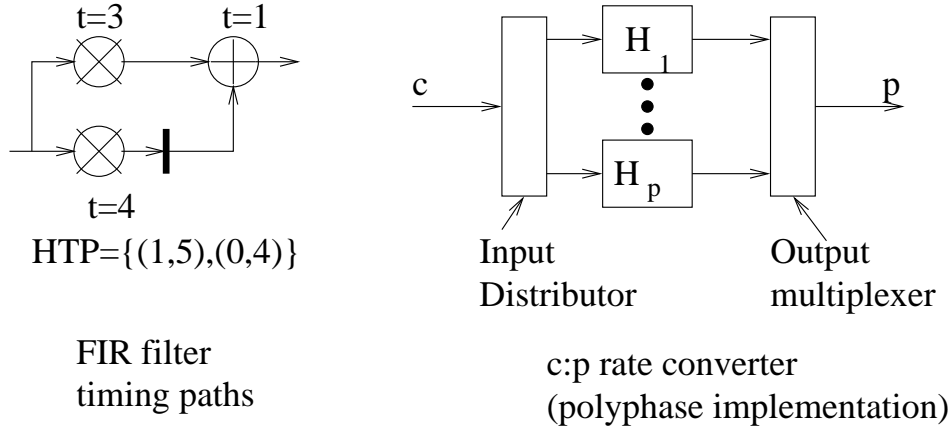 t=3
t=1
t=4
HTP={(1,5),(0,4)}
FIR filter
timing paths
c
H 1
H p
p
Input
Distributor
Output
multiplexer
c:p rate converter
(polyphase implementation)